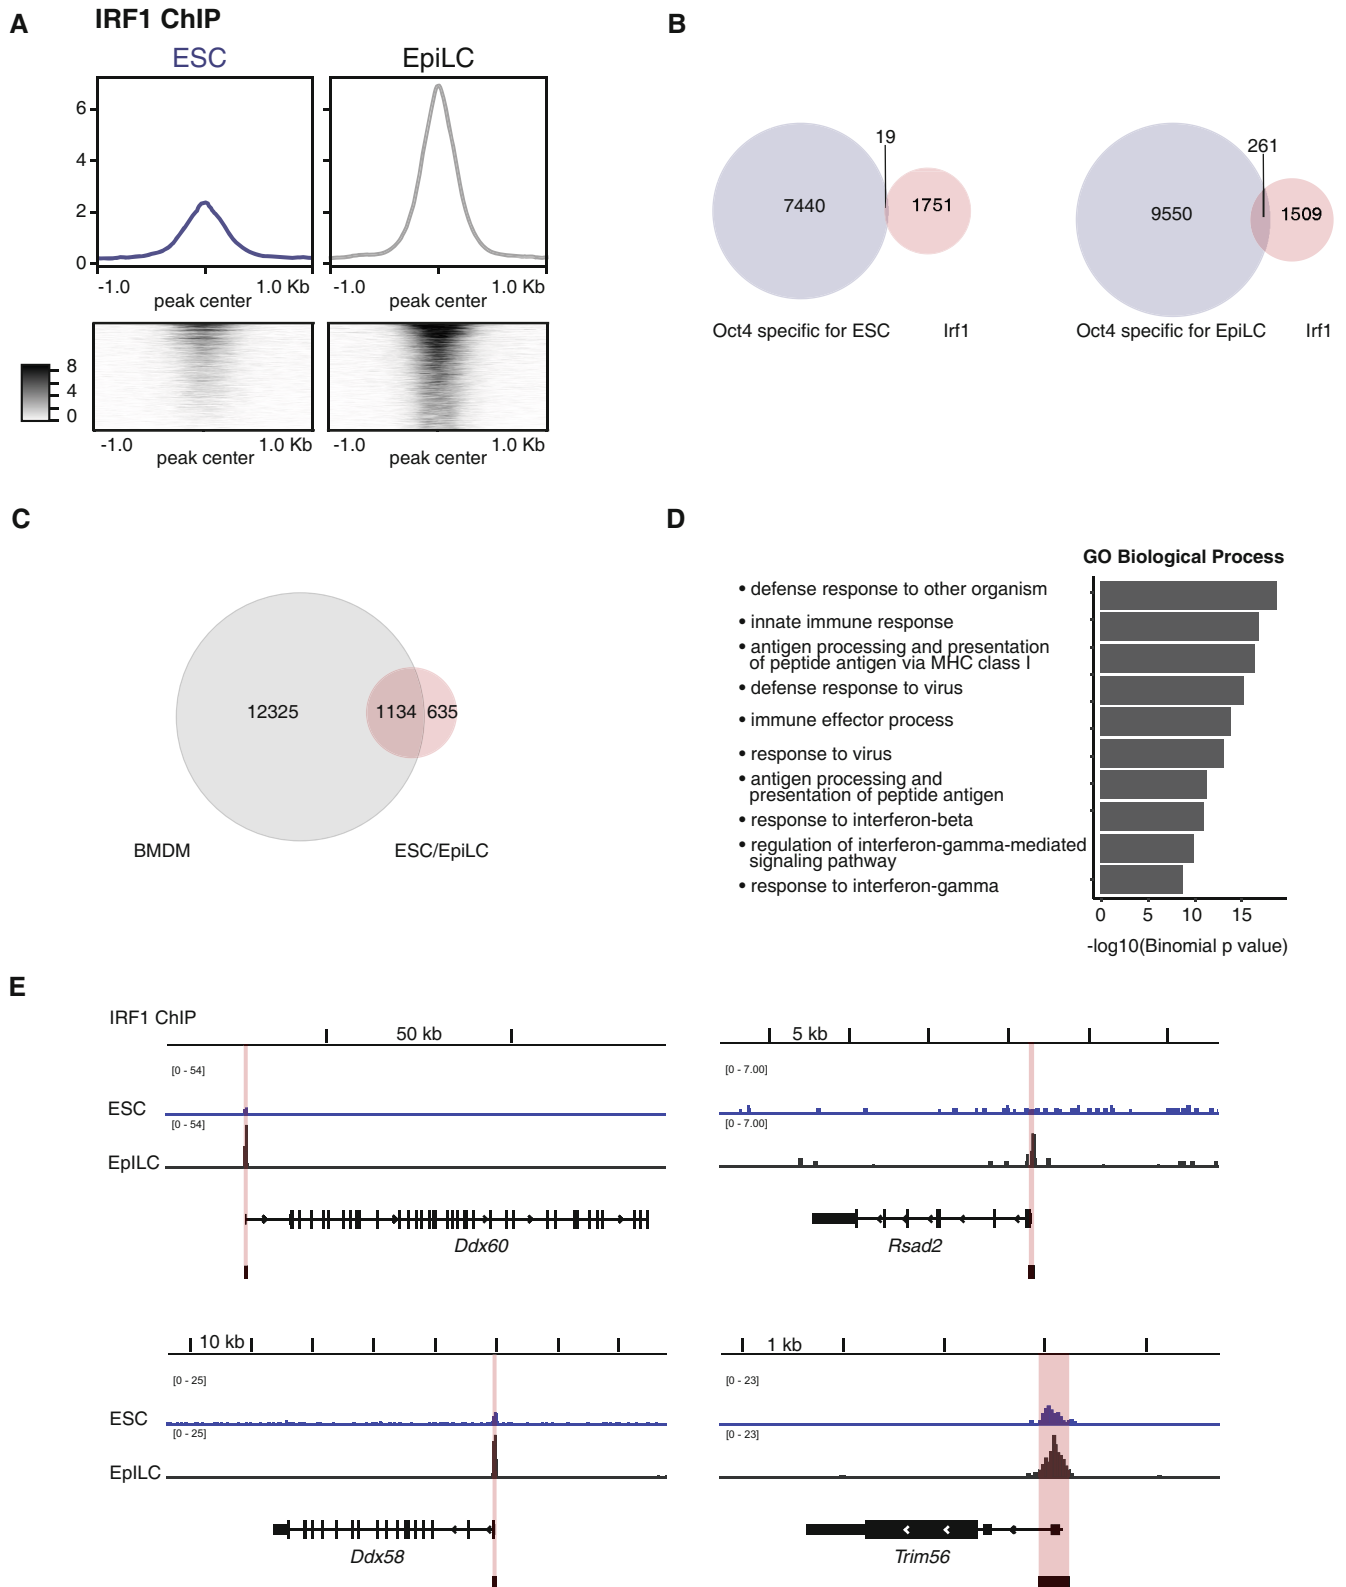 A
IRF1 ChIP
ESC
EpiLC
6
4
2
0
-1.0
1.0 Kb
peak center
-1.0
1.0 Kb
peak center
8
4
0
-1.0
1.0 Kb
peak center
-1.0
1.0 Kb
peak center
B
19
7440
1751
Oct4 specific for ESC
Irf1
261
9550
1509
Oct4 specific for EpiLC
Irf1
C
12325
1134
635
BMDM
ESC/EpiLC
D
GO Biological Process
• defense response to other organism
• innate immune response
• antigen processing and presentation
of peptide antigen via MHC class I
• defense response to virus
• immune effector process
• response to virus
• antigen processing and
presentation of peptide antigen
• response to interferon-beta
• regulation of interferon-gamma-mediated
signaling pathway
• response to interferon-gamma
0 5 10 15
-log10(Binomial p value)
E
IRF1 ChIP
50 kb
[0 - 54]
ESC
[0 - 54]
EpILC
Ddx60
5 kb
[0 - 7.00]
[0 - 7.00]
Rsad2
10 kb
[0 - 25]
ESC
[0 - 25]
EpILC
Ddx58
1 kb
[0 - 23]
[0 - 23]
Trim56